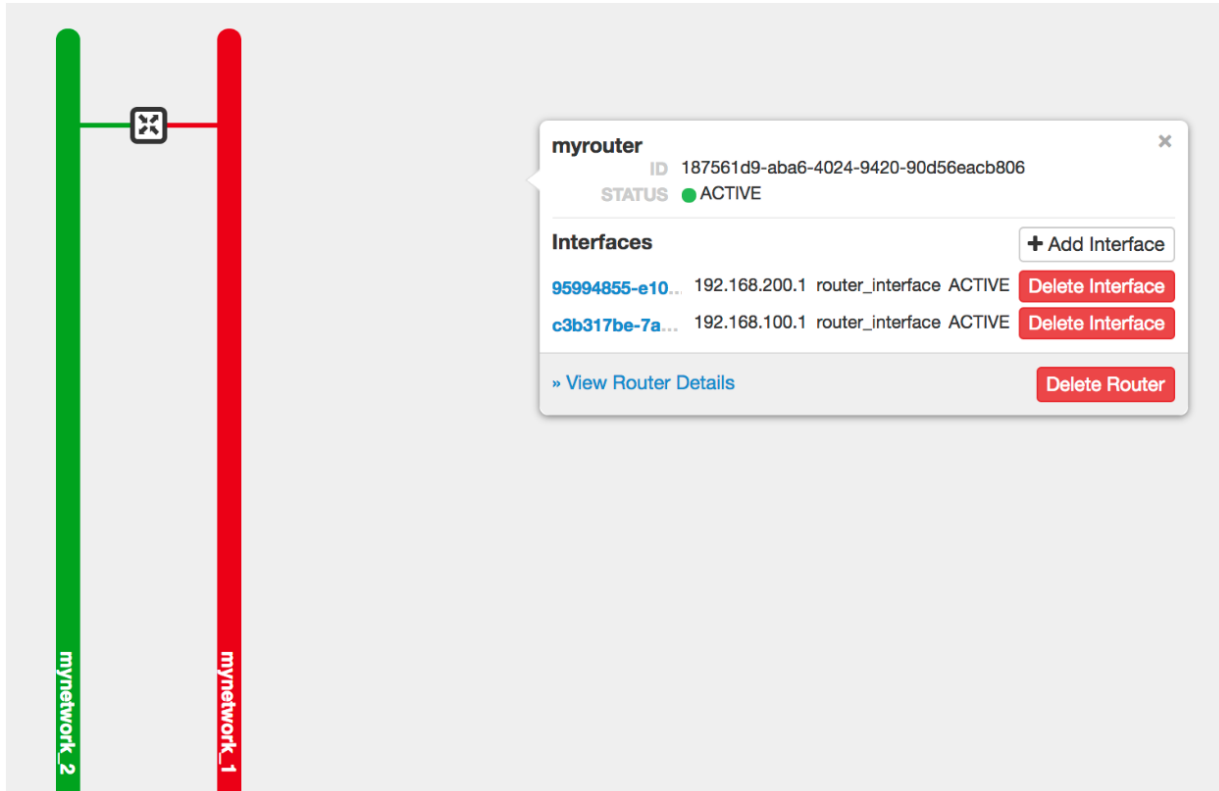 myrouter
ID 187561d9-aba6-4024-9420-90d56eacb806
STATUS ACTIVE
Interfaces + Add Interface
95994855-e10... 192.168.200.1 router_interface ACTIVE Delete Interface
c3b317be-7a... 192.168.100.1 router_interface ACTIVE Delete Interface
» View Router Details Delete Router
mynetwork_2
mynetwork_1